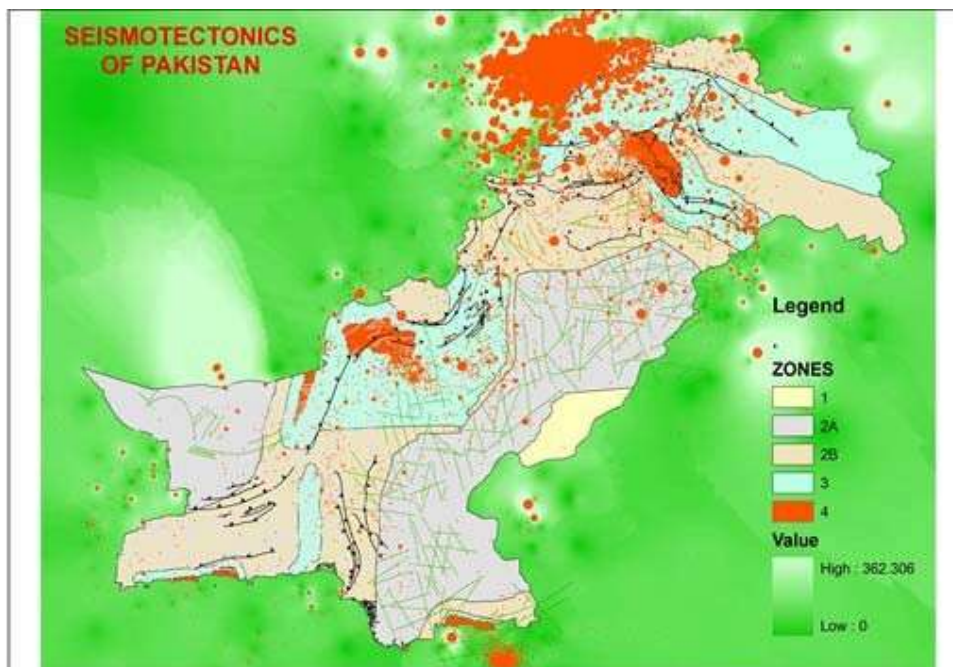 SEISMOTECTONICS
OF PAKISTAN
Legend
ZONES
1
2A
2B
3
4
Value
High : 362.306
Low : 0